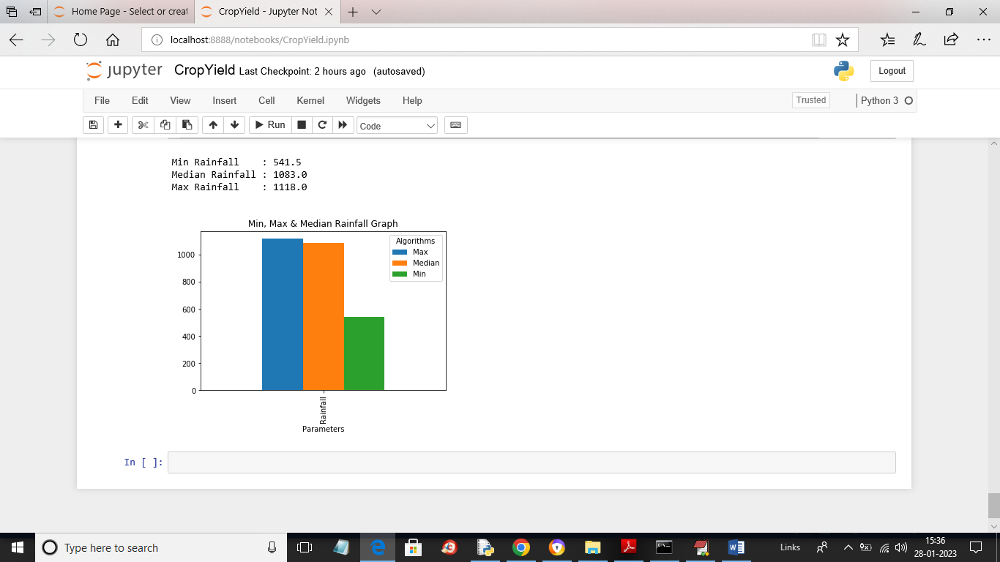 Home Page - Select or creat
CropYield - Jupyter Not
localhost:8888/notebooks/CropYield.ipynb
jupyter CropYield Last Checkpoint: 2 hours ago (autosaved)
Logout
File Edit View Insert Cell Kernel Widgets Help
Trusted
Python 3
Run
Code
Min Rainfall : 541.5
Median Rainfall : 1083.0
Max Rainfall : 1118.0
Min, Max & Median Rainfall Graph
Algorithms
Max
Median
Min
1000
800
600
400
200
0
Rainfall
Parameters
In [ ]:
Type here to search
Links
15:36
28-01-2023